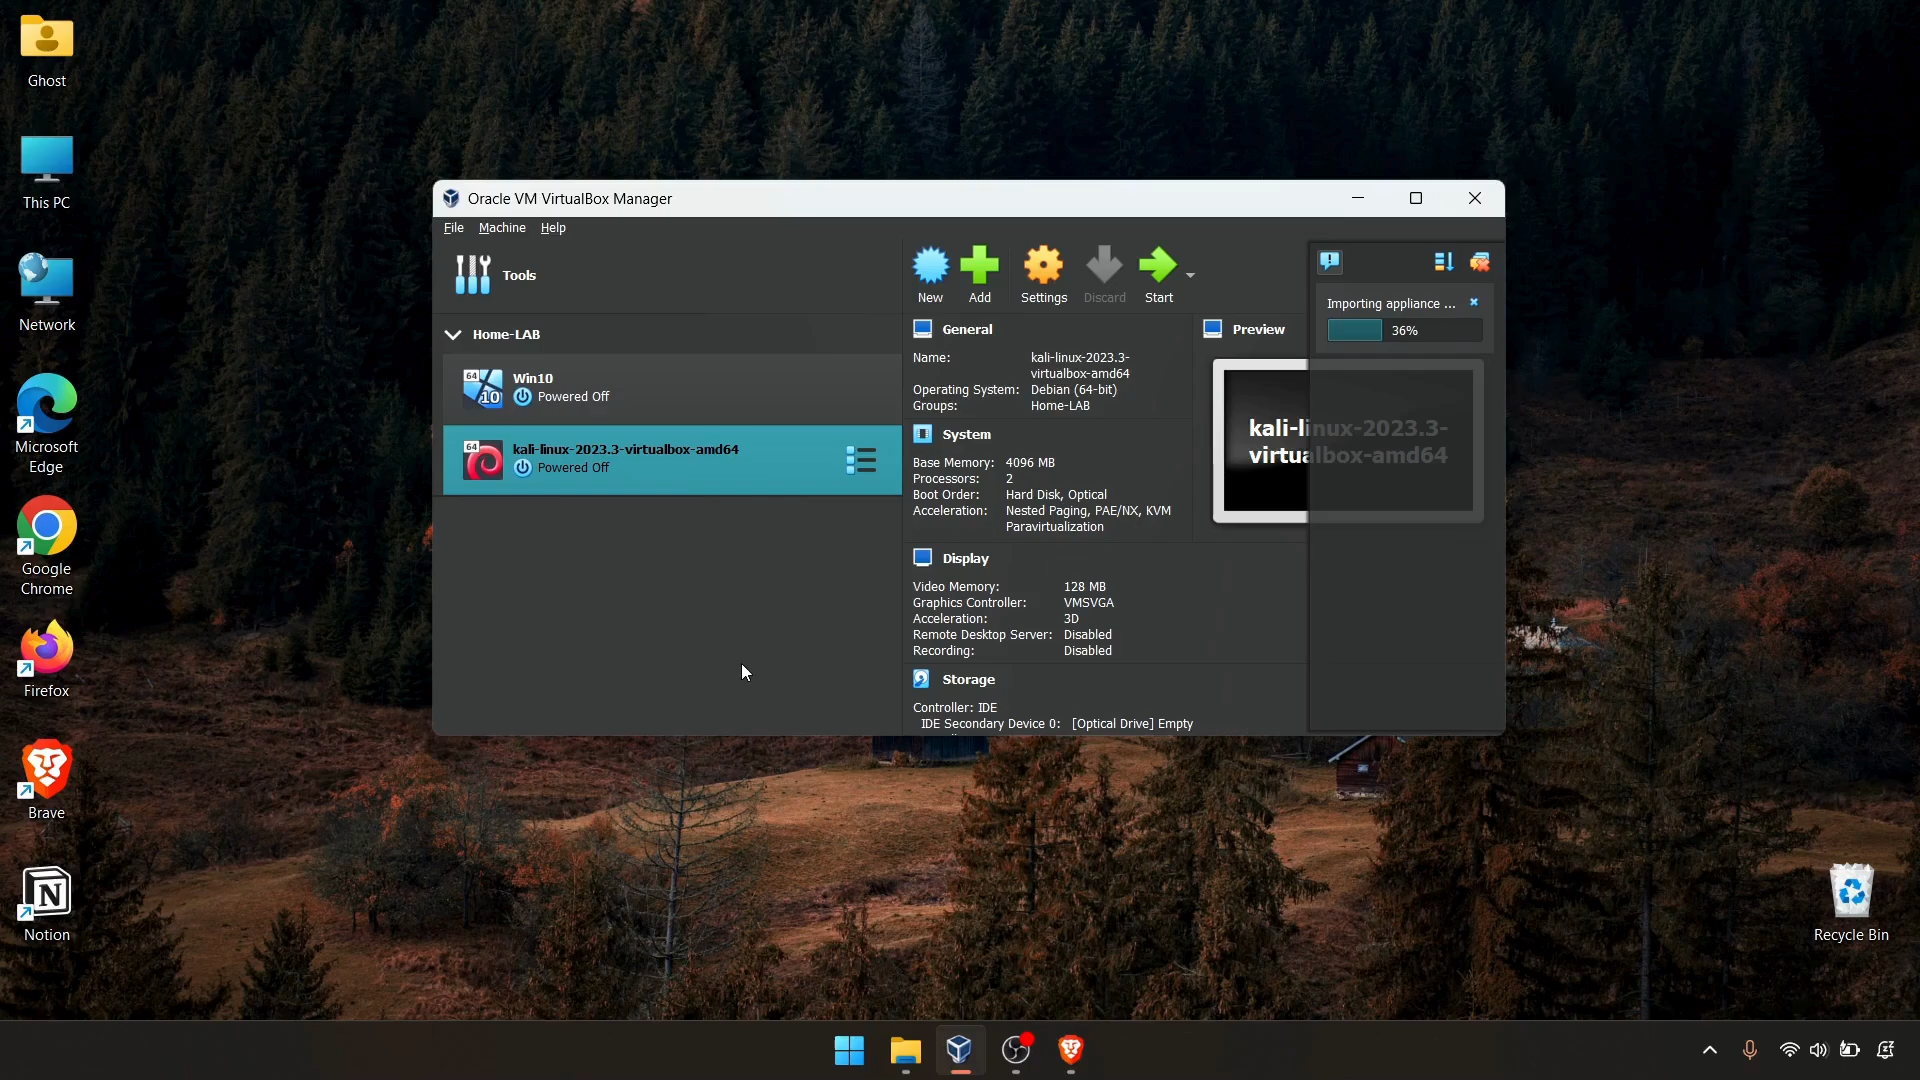 Ghost
This PC
Network
Microsoft
Edge
Google
Chrome
Firefox
Brave
Notion
Recycle Bin
Oracle VM VirtualBox Manager
File Machine Help
Tools
Home-LAB
64
10
Win10
Powered Off
64
kali-linux-2023.3-virtualbox-amd64
Powered Off
New Add Settings Discard Start
General
Name: kali-linux-2023.3-
virtualbox-amd64
Operating System: Debian (64-bit)
Groups: Home-LAB
System
Base Memory: 4096 MB
Processors: 2
Boot Order: Hard Disk, Optical
Acceleration: Nested Paging, PAE/NX, KVM
Paravirtualization
Display
Video Memory: 128 MB
Graphics Controller: VMSVGA
Acceleration: 3D
Remote Desktop Server: Disabled
Recording: Disabled
Storage
Controller: IDE
IDE Secondary Device 0: [Optical Drive] Empty
Preview
kali-linux-2023.3-
virtualbox-amd64
Importing appliance ...
36%